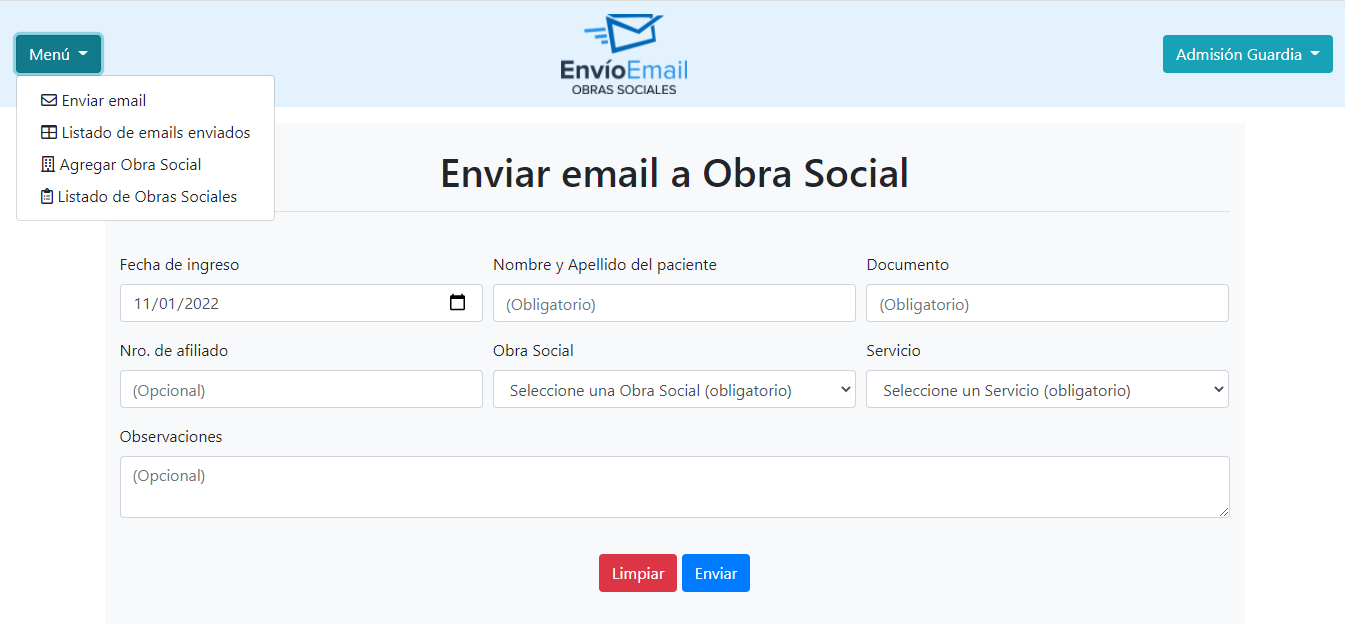 Menú
EnvíoEmail
OBRAS SOCIALES
Admisión Guardia
Enviar email
Listado de emails enviados
Agregar Obra Social
Listado de Obras Sociales
Enviar email a Obra Social
Fecha de ingreso
Nombre y Apellido del paciente
Documento
11/01/2022
(Obligatorio)
(Obligatorio)
Nro. de afiliado
Obra Social
Servicio
(Opcional)
Seleccione una Obra Social (obligatorio)
Seleccione un Servicio (obligatorio)
Observaciones
(Opcional)
Limpiar
Enviar